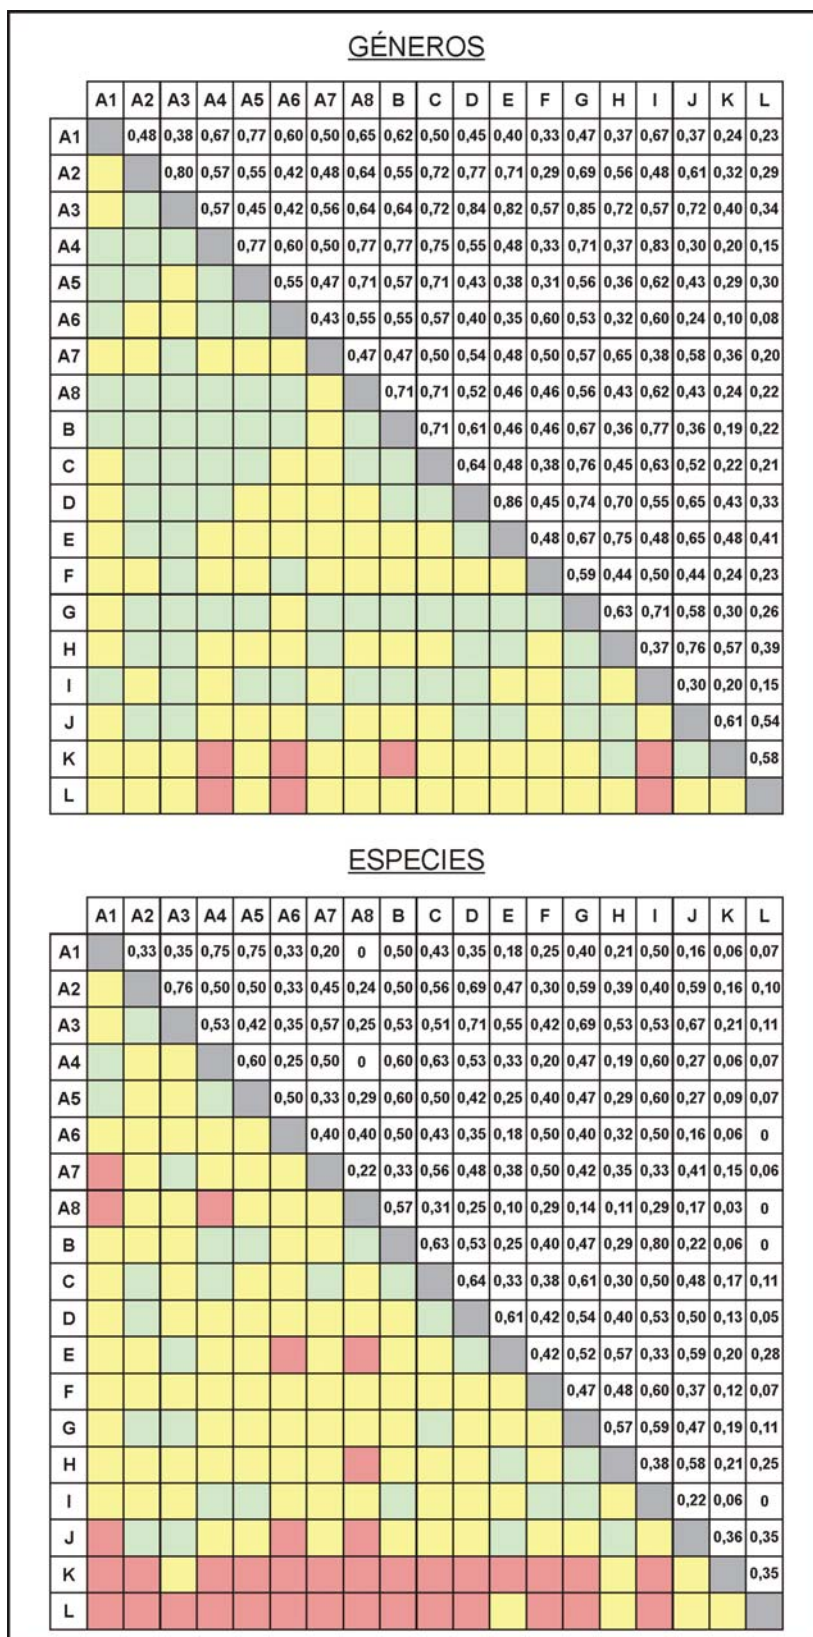 GÉNEROS
A1 A2 A3 A4 A5 A6 A7 A8 B C D E F G H I J K L
A1 0,48 0,38 0,67 0,77 0,60 0,50 0,65 0,62 0,50 0,45 0,40 0,33 0,47 0,37 0,67 0,37 0,24 0,23
A2 0,80 0,57 0,55 0,42 0,48 0,64 0,55 0,72 0,77 0,71 0,29 0,69 0,56 0,48 0,61 0,32 0,29
A3 0,57 0,45 0,42 0,56 0,64 0,64 0,72 0,84 0,82 0,57 0,85 0,72 0,57 0,72 0,40 0,34
A4 0,77 0,60 0,50 0,77 0,77 0,75 0,55 0,48 0,33 0,71 0,37 0,83 0,30 0,20 0,15
A5 0,55 0,47 0,71 0,57 0,71 0,43 0,38 0,31 0,56 0,36 0,62 0,43 0,29 0,30
A6 0,43 0,55 0,55 0,57 0,40 0,35 0,60 0,53 0,32 0,60 0,24 0,10 0,08
A7 0,47 0,47 0,50 0,54 0,48 0,50 0,57 0,65 0,38 0,58 0,36 0,20
A8 0,71 0,71 0,52 0,46 0,46 0,56 0,43 0,62 0,43 0,24 0,22
B 0,71 0,61 0,46 0,46 0,67 0,36 0,77 0,36 0,19 0,22
C 0,64 0,48 0,38 0,76 0,45 0,63 0,52 0,22 0,21
D 0,86 0,45 0,74 0,70 0,55 0,65 0,43 0,33
E 0,48 0,67 0,75 0,48 0,65 0,48 0,41
F 0,59 0,44 0,50 0,44 0,24 0,23
G 0,63 0,71 0,58 0,30 0,26
H 0,37 0,76 0,57 0,39
I 0,30 0,20 0,15
J 0,61 0,54
K 0,58
L
ESPECIES
A1 A2 A3 A4 A5 A6 A7 A8 B C D E F G H I J K L
A1 0,33 0,35 0,75 0,75 0,33 0,20 0 0,50 0,43 0,35 0,18 0,25 0,40 0,21 0,50 0,16 0,06 0,07
A2 0,76 0,50 0,50 0,33 0,45 0,24 0,50 0,56 0,69 0,47 0,30 0,59 0,39 0,40 0,59 0,16 0,10
A3 0,53 0,42 0,35 0,57 0,25 0,53 0,51 0,71 0,55 0,42 0,69 0,53 0,53 0,67 0,21 0,11
A4 0,60 0,25 0,50 0 0,60 0,63 0,53 0,33 0,20 0,47 0,19 0,60 0,27 0,06 0,07
A5 0,50 0,33 0,29 0,60 0,50 0,42 0,25 0,40 0,47 0,29 0,60 0,27 0,09 0,07
A6 0,40 0,40 0,50 0,43 0,35 0,18 0,50 0,40 0,32 0,50 0,16 0,06 0
A7 0,22 0,33 0,56 0,48 0,38 0,50 0,42 0,35 0,33 0,41 0,15 0,06
A8 0,57 0,31 0,25 0,10 0,29 0,14 0,11 0,29 0,17 0,03 0
B 0,63 0,53 0,25 0,40 0,47 0,29 0,80 0,22 0,06 0
C 0,64 0,33 0,38 0,61 0,30 0,50 0,48 0,17 0,11
D 0,61 0,42 0,54 0,40 0,53 0,50 0,13 0,05
E 0,42 0,52 0,57 0,33 0,59 0,20 0,28
F 0,47 0,48 0,60 0,37 0,12 0,07
G 0,57 0,59 0,47 0,19 0,11
H 0,38 0,58 0,21 0,25
I 0,22 0,06 0
J 0,36 0,35
K 0,35
L